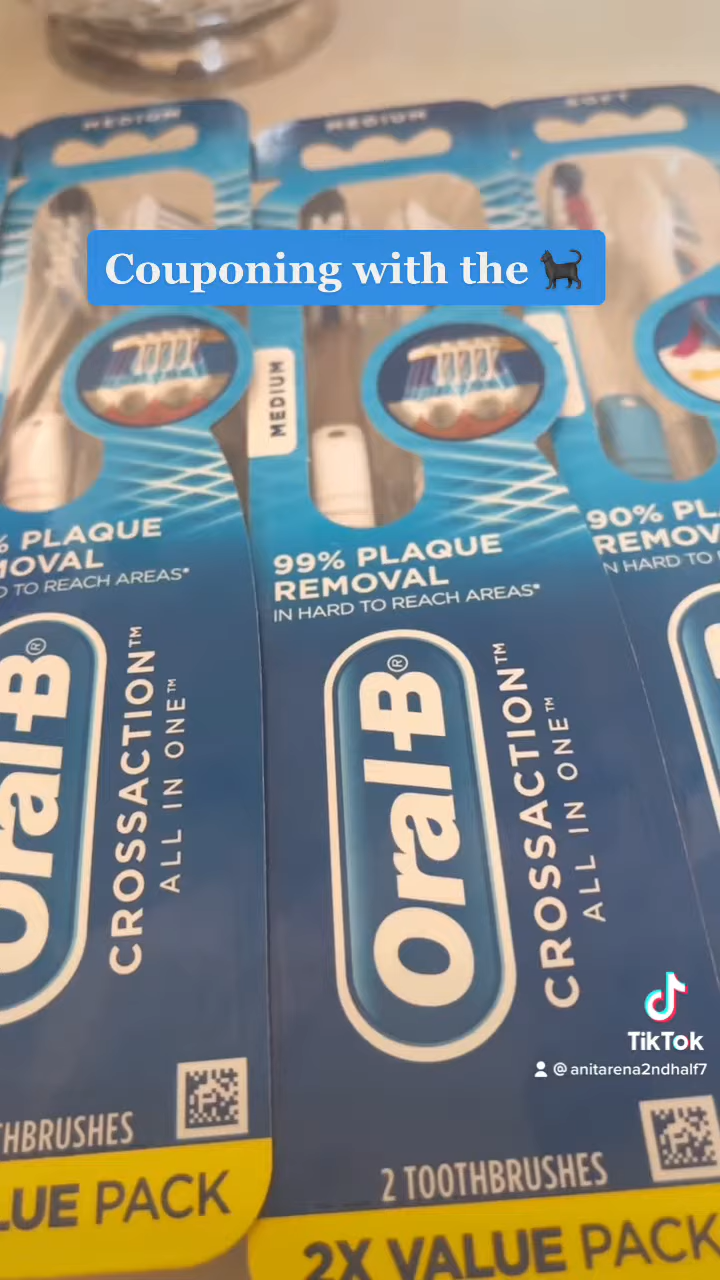 MEDIUM
MEDIUM
SOFT
Couponing with the 🐈‍⬛
MEDIUM
% PLAQUE
MOVAL
D TO REACH AREAS*
99% PLAQUE
REMOVAL
IN HARD TO REACH AREAS*
90% PL
REMOV
N HARD TO
Oral-B®
CROSSACTION™
ALL IN ONE™
Oral-B®
CROSSACTION™
ALL IN ONE™
TikTok
@anitarena2ndhalf7
THBRUSHES
LUE PACK
2 TOOTHBRUSHES
2X VALUE PACK